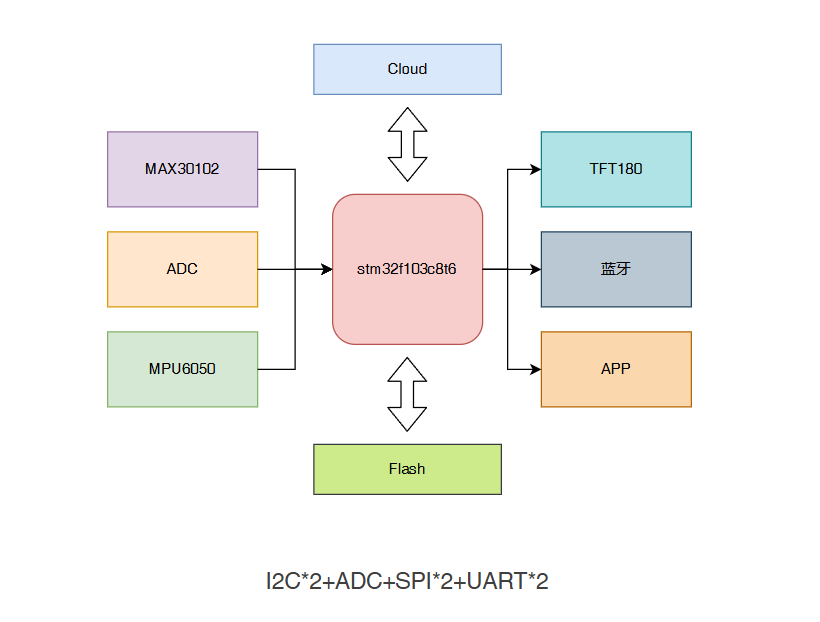 Cloud
MAX30102
TFT180
ADC
stm32f103c8t6
蓝牙
MPU6050
APP
Flash
I2C*2+ADC+SPI*2+UART*2